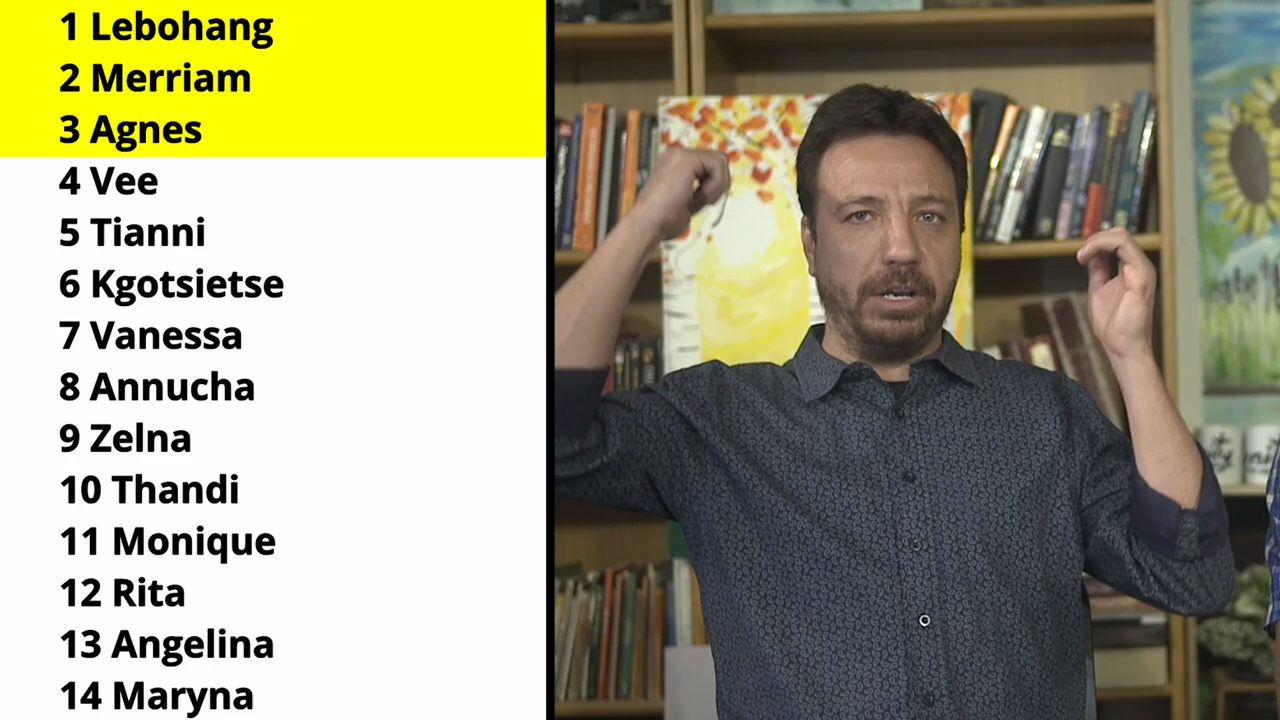 1 Lebohang
2 Merriam
3 Agnes
4 Vee
5 Tianni
6 Kgotsietse
7 Vanessa
8 Annucha
9 Zelna
10 Thandi
11 Monique
12 Rita
13 Angelina
14 Maryna